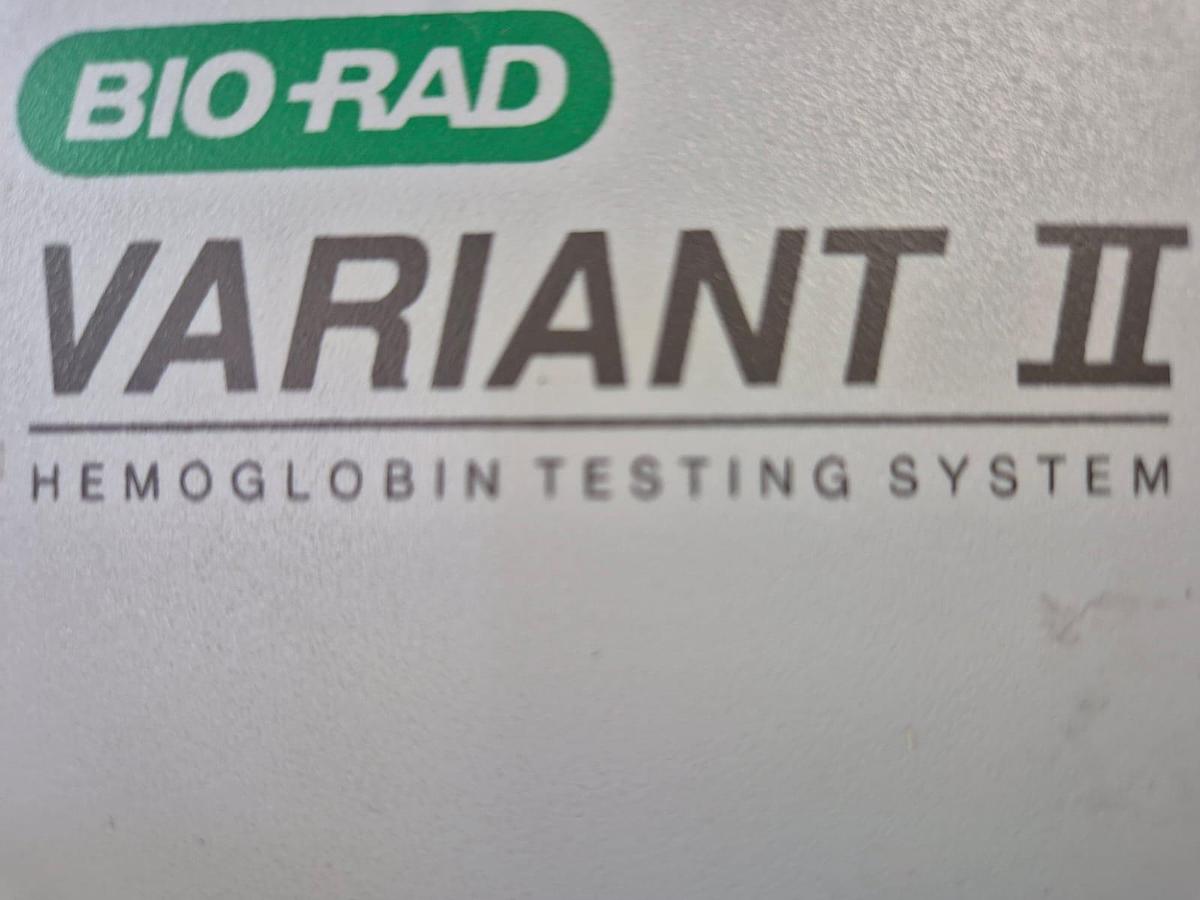 BIO-RAD
VARIANT II
HEMOGLOBIN TESTING SYSTEM